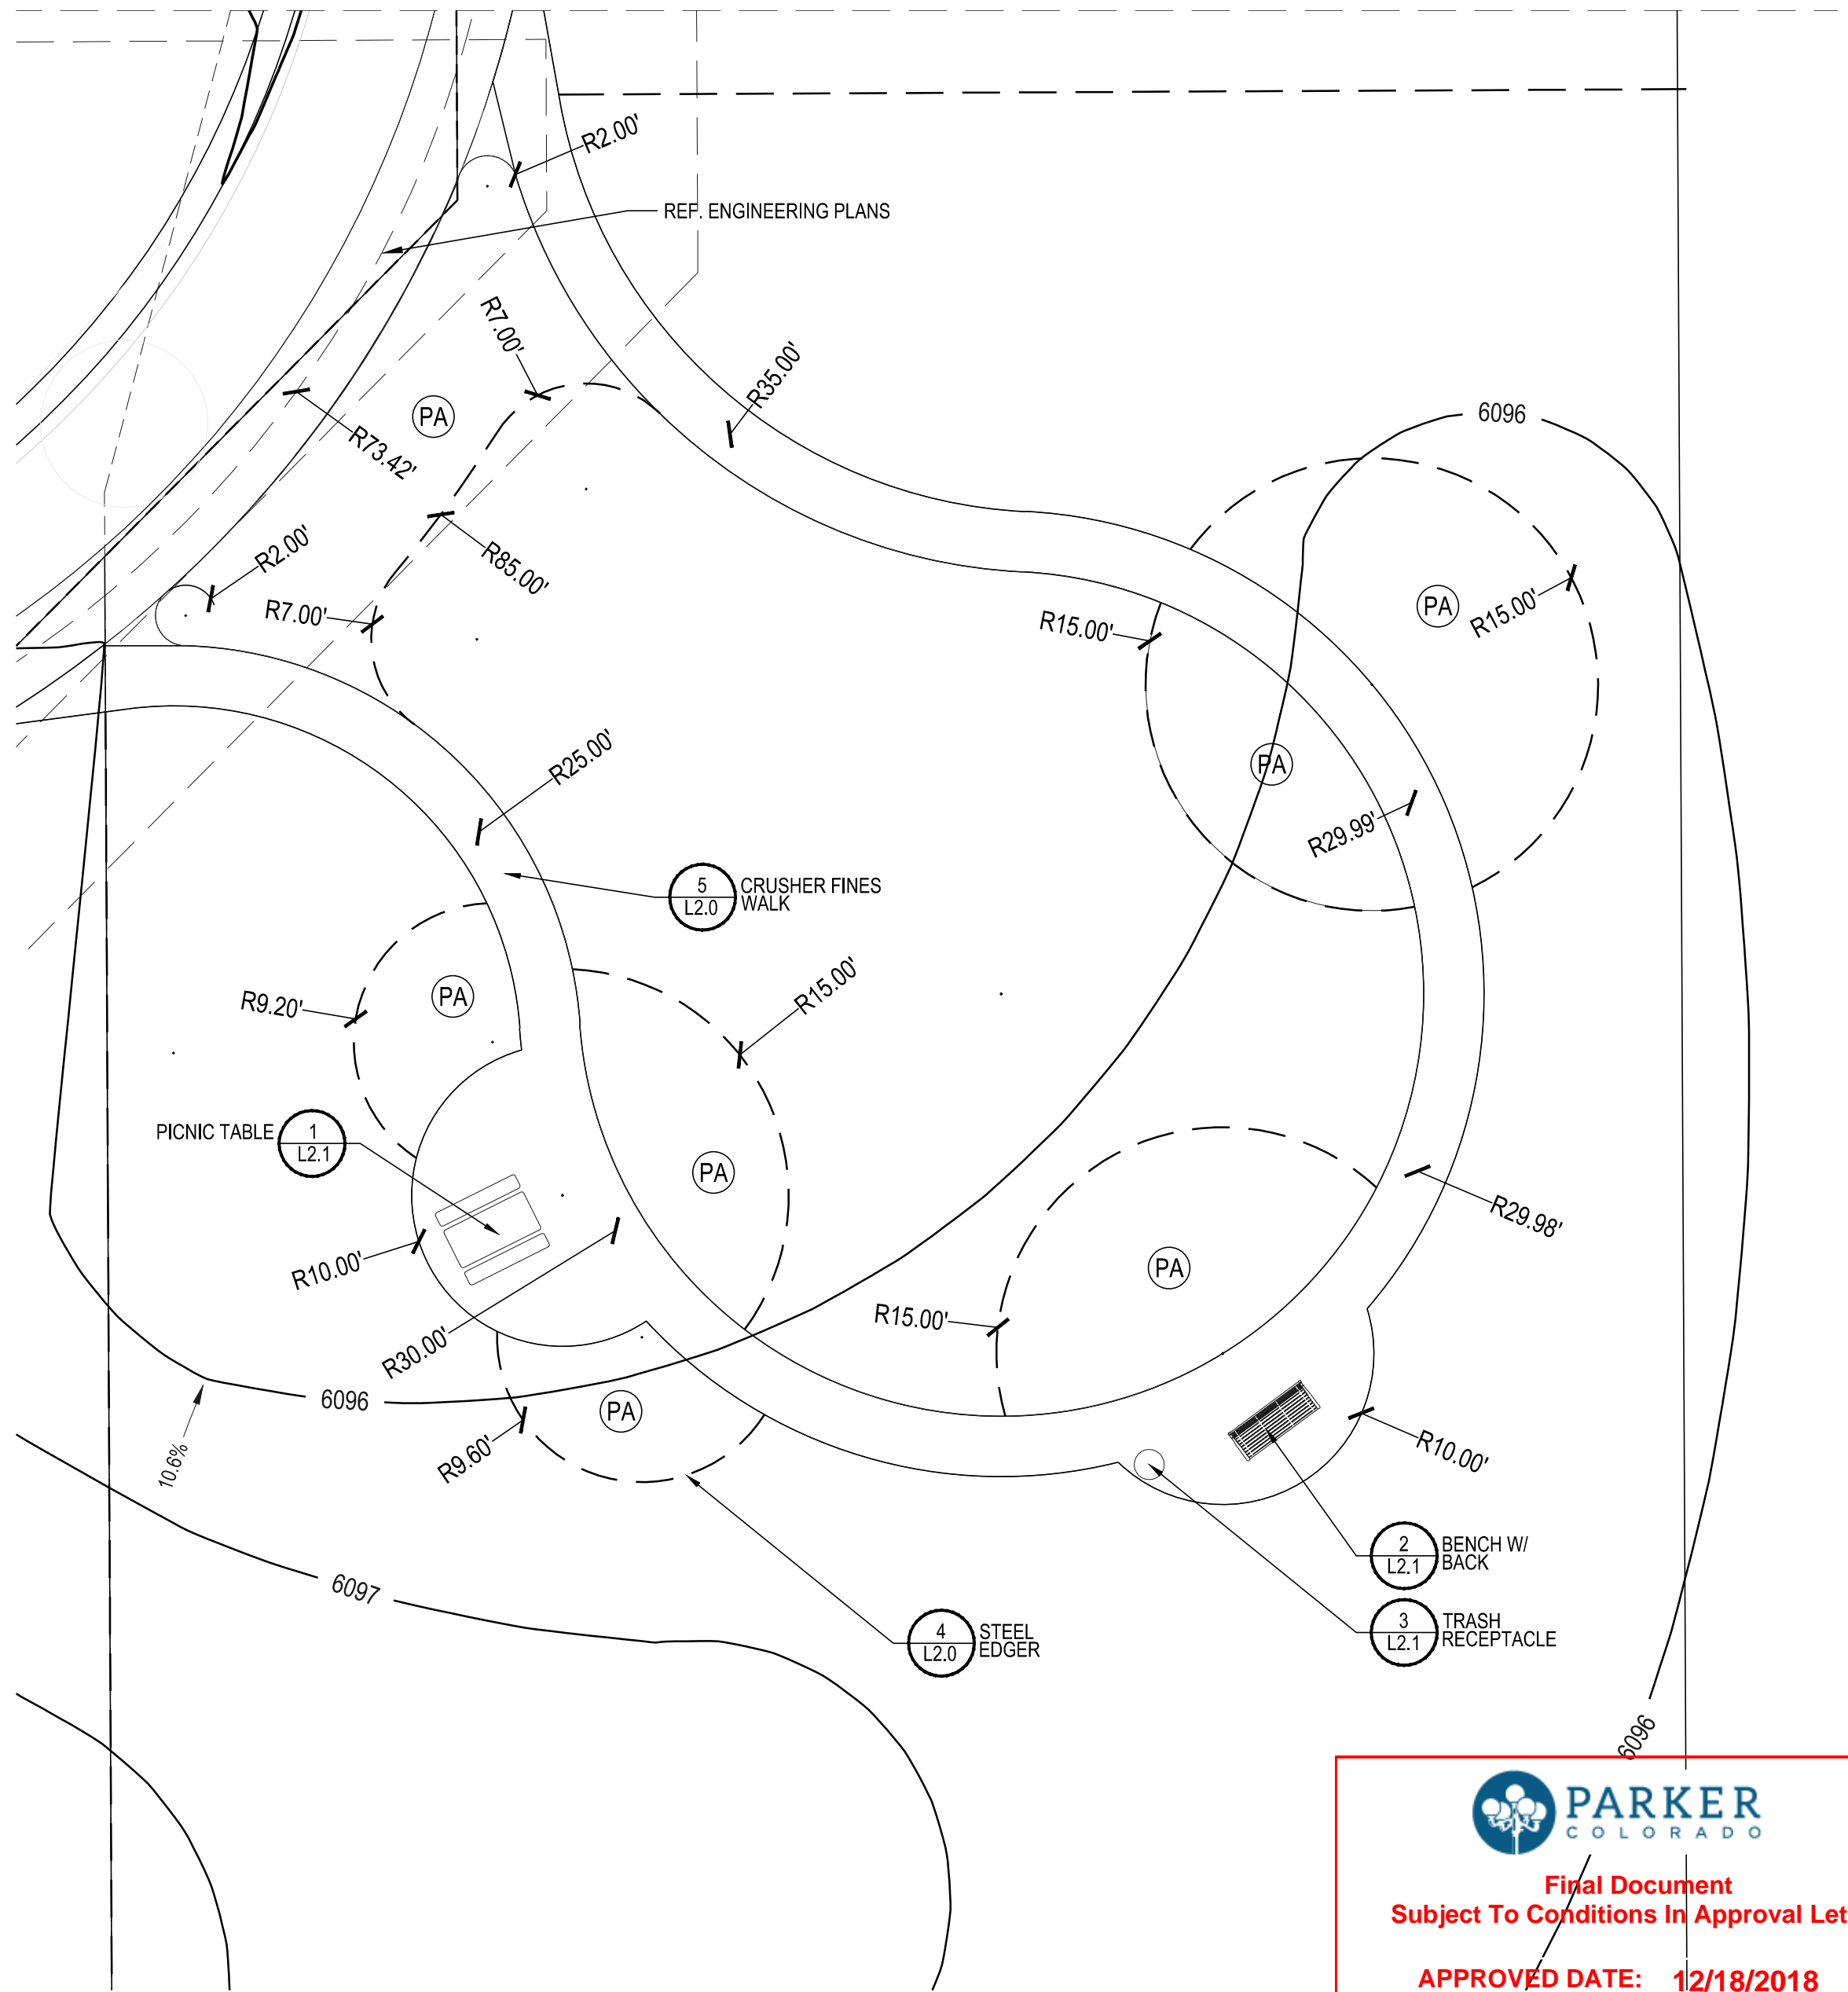 R2.00'
REF. ENGINEERING PLANS
R7.00'
R35.00'
PA
6096
R73.42'
R2.00'
R85.00'
R7.00'
R15.00'
PA
R15.00'
R25.00'
PA
R29.99'
5
L2.0
CRUSHER FINES
WALK
R9.20'
PA
R15.00'
PICNIC TABLE
1
L2.1
PA
R29.98'
R10.00'
PA
R15.00'
R30.00'
6096
PA
10.6%
R9.60'
R10.00'
2
L2.1
BENCH W/
BACK
6097
4
L2.0
STEEL
EDGER
3
L2.1
TRASH
RECEPTACLE
6096
PARKER
COLORADO
Final Document
Subject To Conditions In Approval Let
APPROVED DATE: 12/18/2018